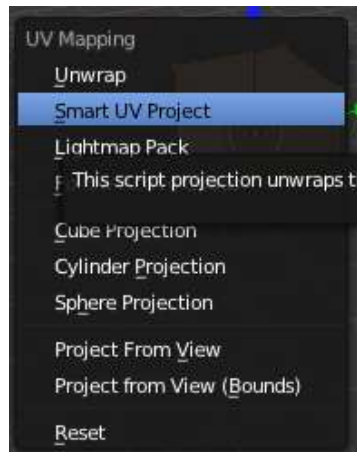 UV Mapping
Unwrap
Smart UV Project
Lightmap Pack
This script projection unwraps t
Cube Projection
Cylinder Projection
Sphere Projection
Project From View
Project from View (Bounds)
Reset